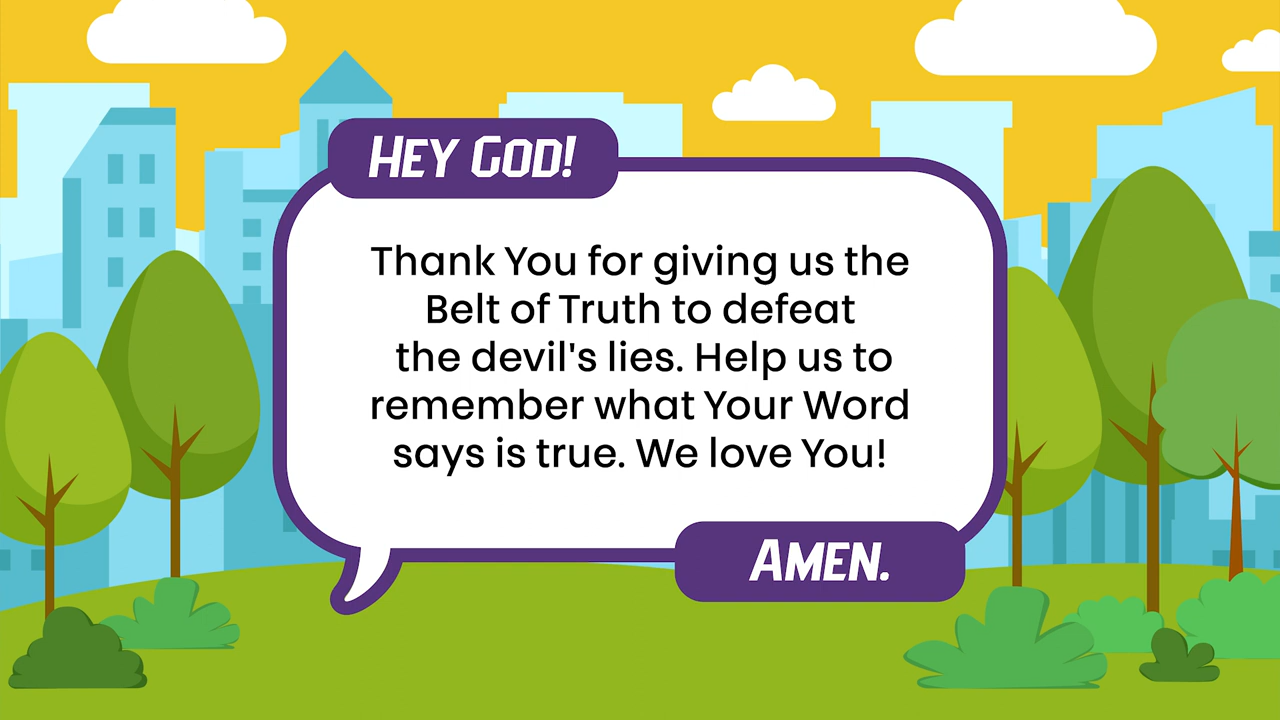 Hey God!
Thank You for giving us the
Belt of Truth to defeat
the devil's lies. Help us to
remember what Your Word
says is true. We love You!
Amen.